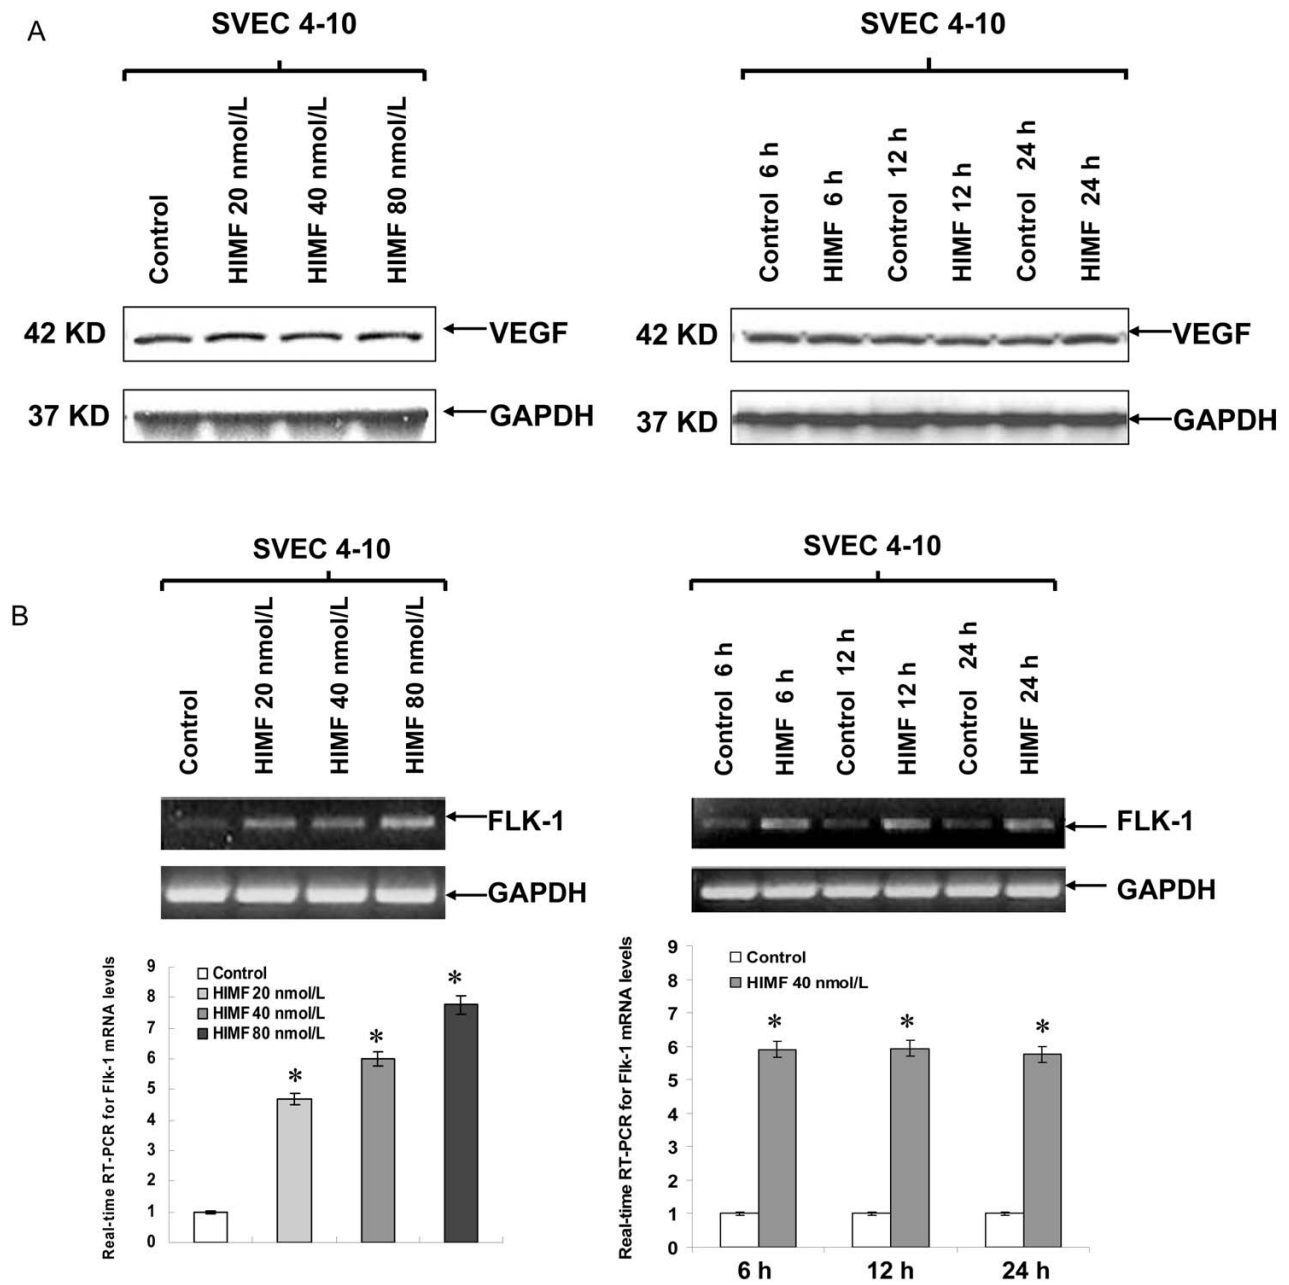 A
SVEC 4-10
Control
HIMF 20 nmol/L
HIMF 40 nmol/L
HIMF 80 nmol/L
42 KD
VEGF
37 KD
GAPDH
SVEC 4-10
Control 6 h
HIMF 6 h
Control 12 h
HIMF 12 h
Control 24 h
HIMF 24 h
42 KD
VEGF
37 KD
GAPDH
B
SVEC 4-10
Control
HIMF 20 nmol/L
HIMF 40 nmol/L
HIMF 80 nmol/L
FLK-1
GAPDH
Real-time RT-PCR for Flk-1 mRNA levels
9
8
7
6
5
4
3
2
1
0
Control
HIMF 20 nmol/L
HIMF 40 nmol/L
HIMF 80 nmol/L
*
*
*
SVEC 4-10
Control 6 h
HIMF 6 h
Control 12 h
HIMF 12 h
Control 24 h
HIMF 24 h
FLK-1
GAPDH
Real-time RT-PCR for Flk-1 mRNA levels
9
8
7
6
5
4
3
2
1
0
Control
HIMF 40 nmol/L
*
*
*
6 h
12 h
24 h